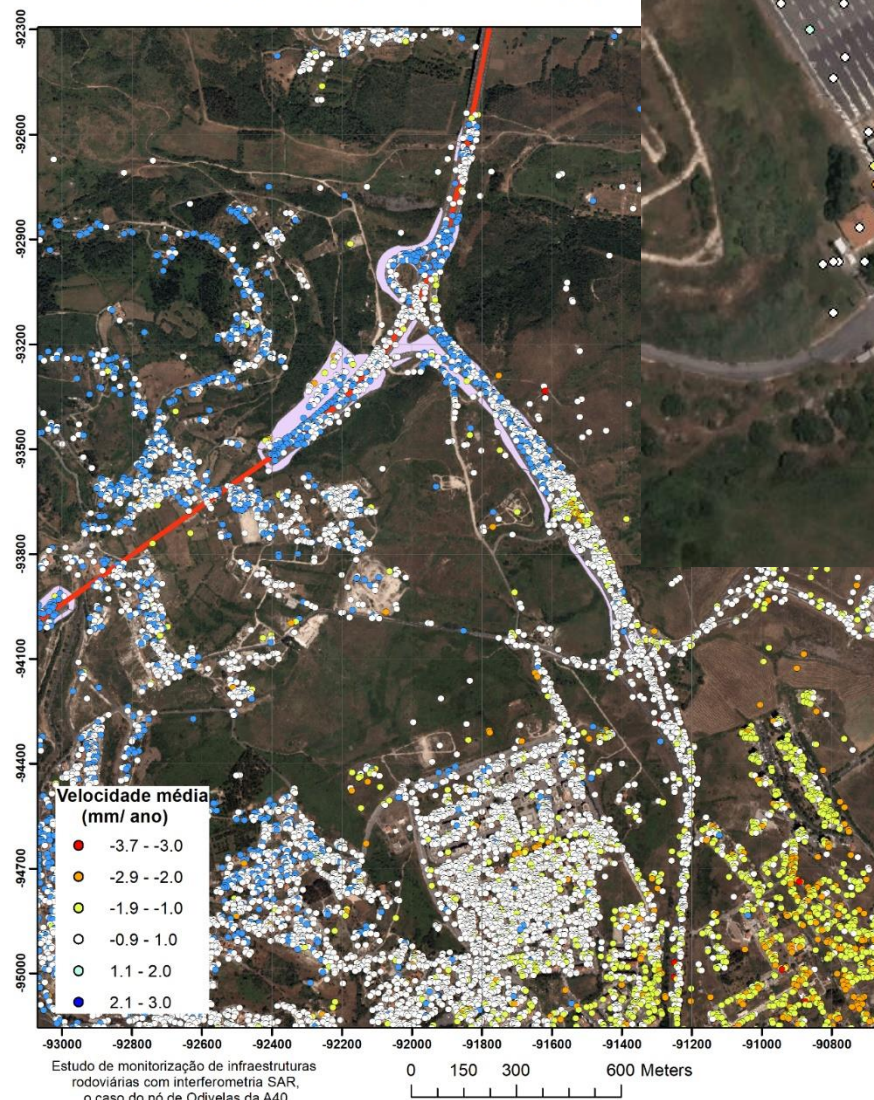 -92300
-92600
-92900
-93200
-93500
-93800
-94100
-94400
-94700
-95000
Velocidade média
(mm/ ano)
-3.7 - -3.0
-2.9 - -2.0
-1.9 - -1.0
-0.9 - 1.0
1.1 - 2.0
2.1 - 3.0
-93000 -92800 -92600 -92400 -92200 -92000 -91800 -91600 -91400 -91200 -91000 -90800
Estudo de monitorização de infraestruturas
rodoviárias com interferometria SAR,
o caso do nó de Odivelas da A40
0 150 300 600 Meters